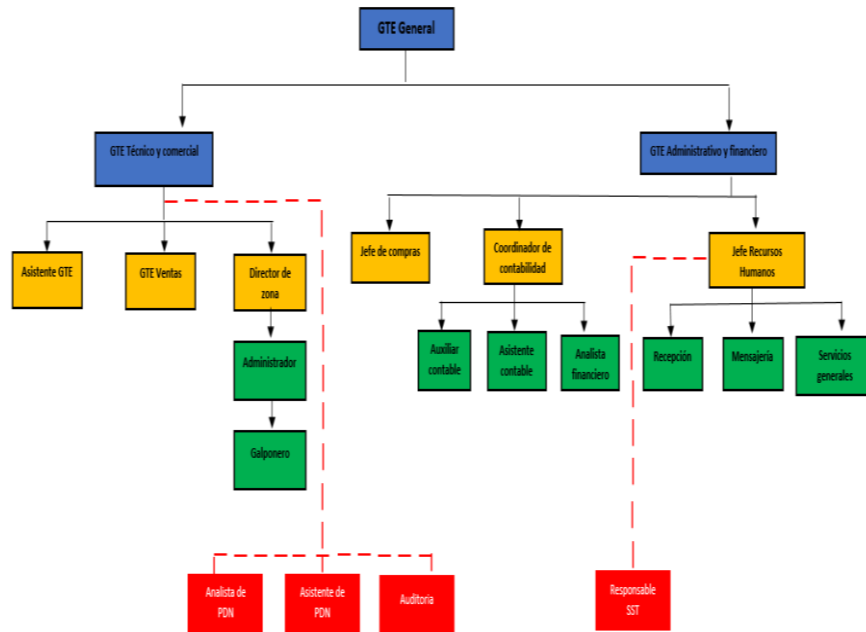 GTE General
GTE Técnico y comercial
GTE Administrativo y financiero
Asistente GTE
GTE Ventas
Director de
zona
Jefe de compras
Coordinador de
contabilidad
Jefe Recursos
Humanos
Administrador
Auxiliar
contable
Asistente
contable
Analista
financiero
Recepción
Mensajería
Servicios
generales
Galponero
Analista de
PDN
Asistente de
PDN
Auditoria
Responsable
SST